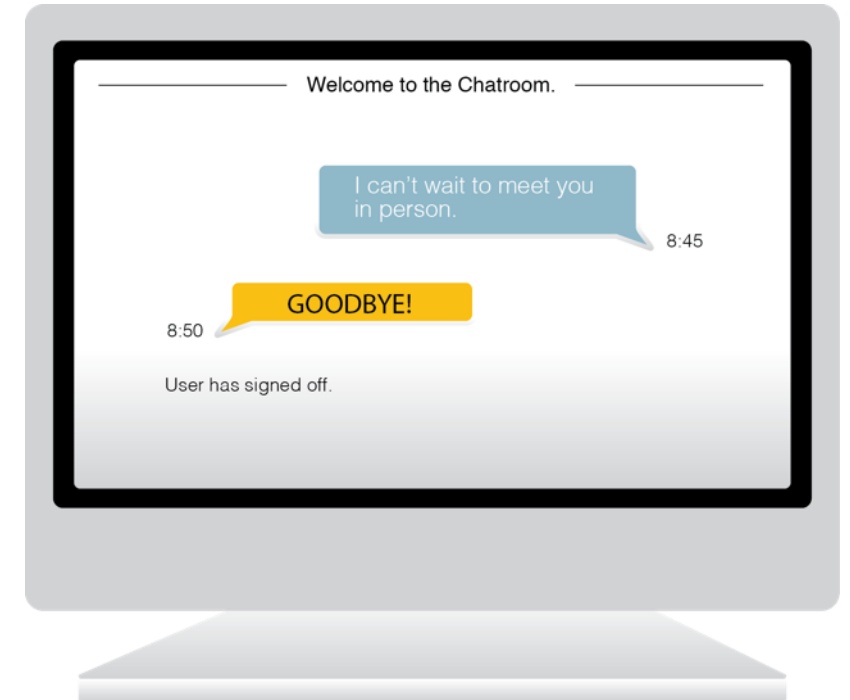 Welcome to the Chatroom.
I can't wait to meet you
in person.
8:45
GOODBYE!
8:50
User has signed off.